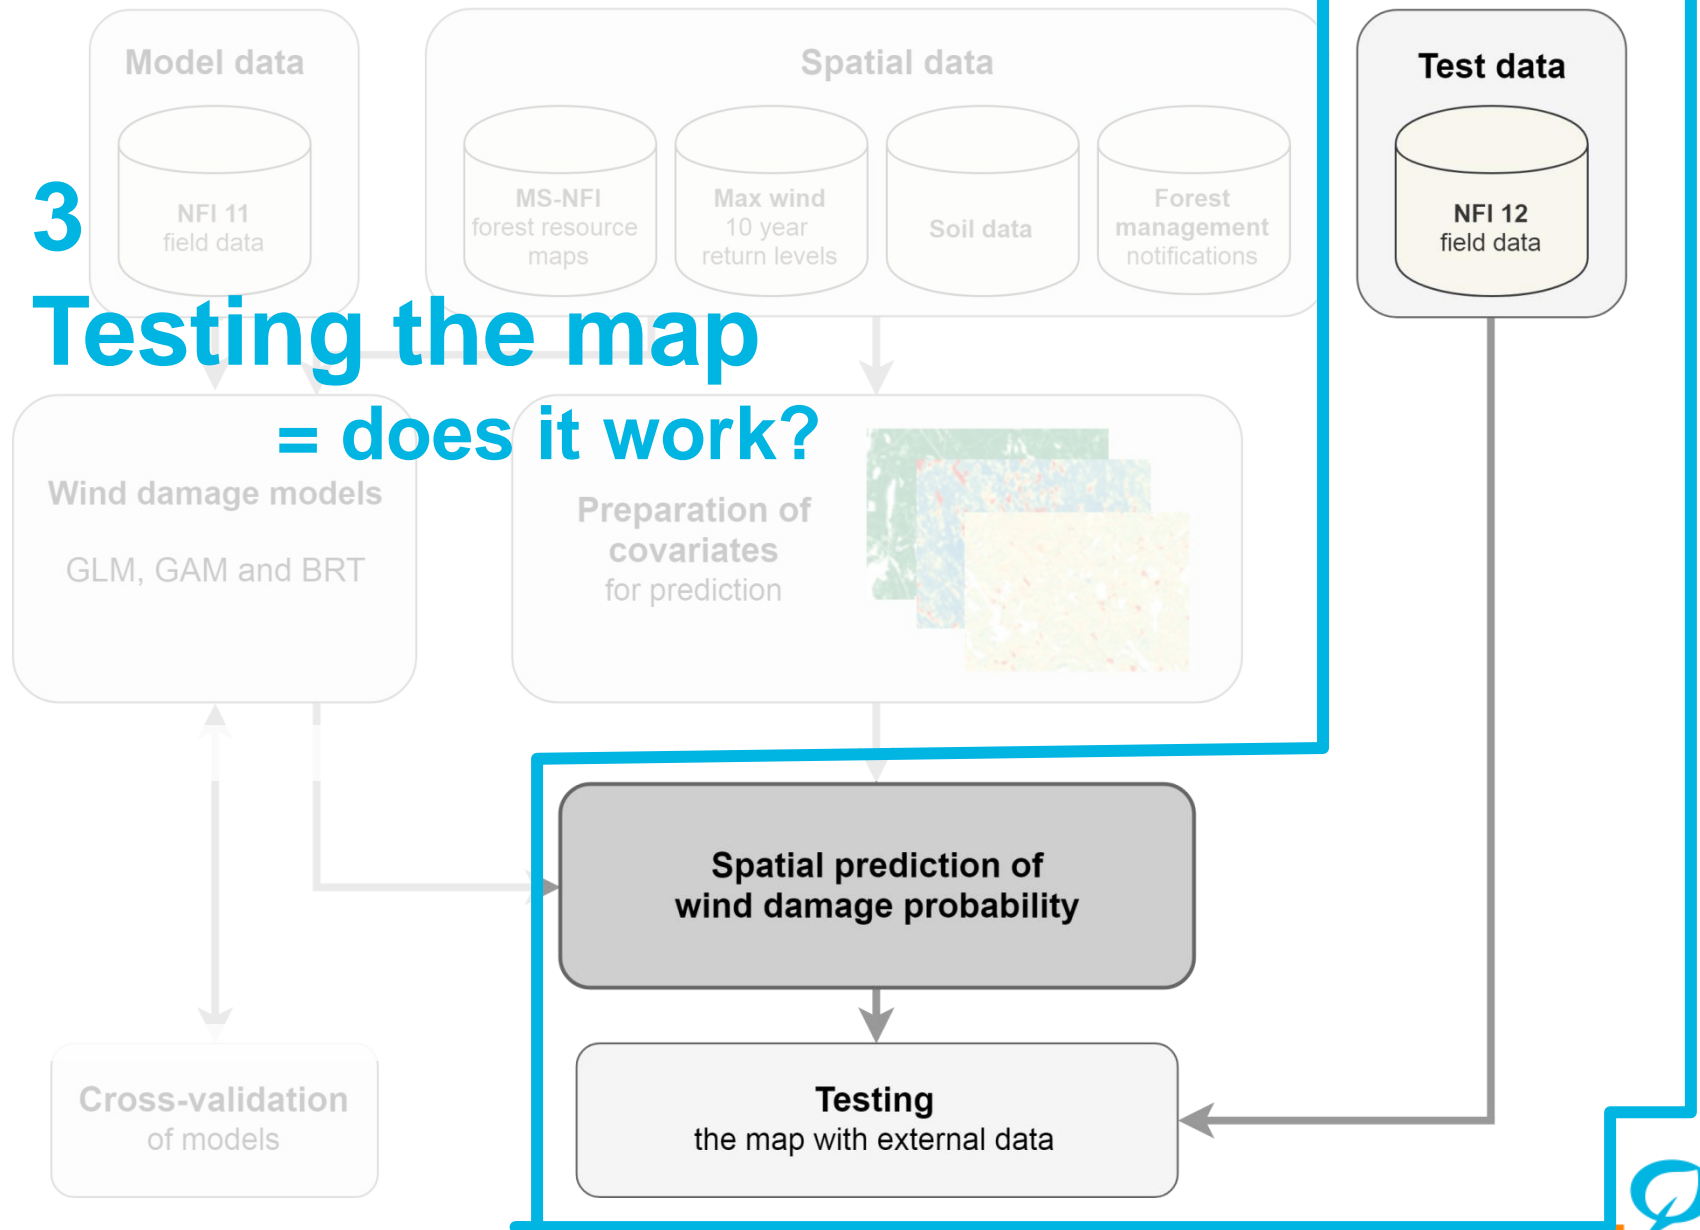 Model data
NFI 11
field data
Spatial data
MS-NFI
forest resource
maps
Max wind
10 year
return levels
Soil data
Forest
management
notifications
Test data
NFI 12
field data
3
Testing the map
= does it work?
Wind damage models
GLM, GAM and BRT
Preparation of
covariates
for prediction
Spatial prediction of
wind damage probability
Cross-validation
of models
Testing
the map with external data